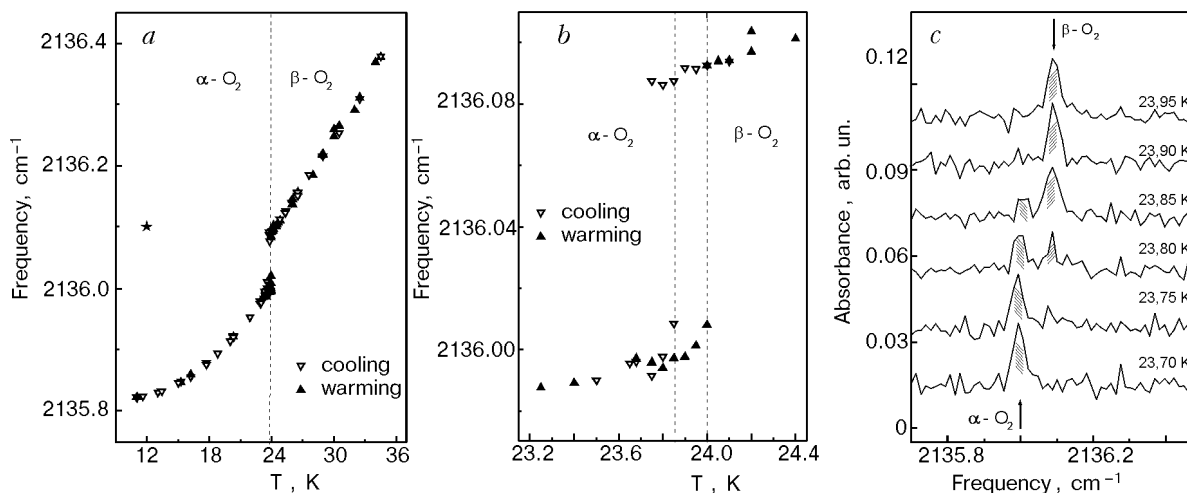 a
2136.4
2136.2
2136.0
2135.8
Frequency, cm–1
α - O2
β - O2
cooling
warming
12 18 24 30 36
T , K
b
2136.08
2136.04
2136.00
Frequency, cm–1
α - O2
β - O2
cooling
warming
23.2 23.6 24.0 24.4
T , K
c
β - O2
0.12
0.09
0.06
0.03
0
Absorbance , arb. un.
23,95 K
23,90 K
23,85 K
23,80 K
23,75 K
23,70 K
α - O2
2135.8 2136.2
Frequency , cm–1